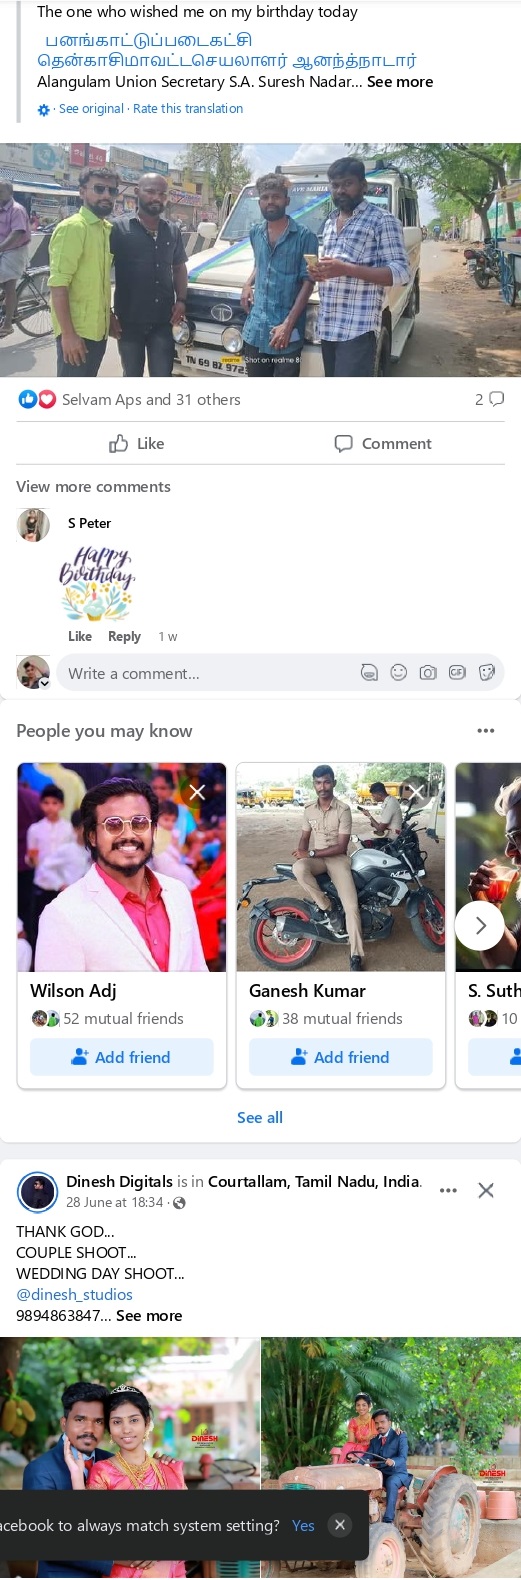 The one who wished me on my birthday today
பனங்காட்டுப்படைகட்சி
தென்காசிமாவட்டசெயலாளர் ஆனந்த்நாடார்
Alangulam Union Secretary S.A. Suresh Nadar... See more
· See original · Rate this translation
AVE MARIA
TN 69 BZ 972
realme Shot on realme 8
Selvam Aps and 31 others 2
Like Comment
View more comments
S Peter
Happy
Birthday
Like Reply 1 w
Write a comment...
GIF
People you may know
Wilson Adj Ganesh Kumar S. Suth
52 mutual friends 38 mutual friends 10
Add friend Add friend
See all
Dinesh Digitals is in Courtallam, Tamil Nadu, India.
28 June at 18:34 ·
THANK GOD...
COUPLE SHOOT...
WEDDING DAY SHOOT...
@dinesh_studios
9894863847... See more
DINESH
DINESH
acebook to always match system setting? Yes